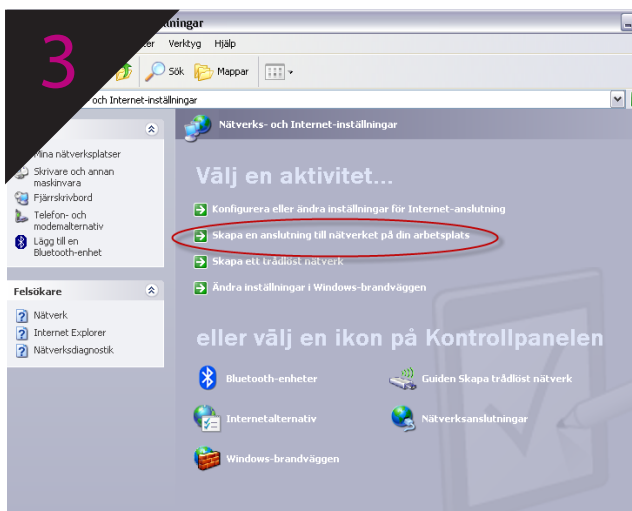 3
ningar
er Verktyg Hjälp
Sök Mappar
och Internet-inställningar
Nätverks- och Internet-inställningar
Mina nätverksplatser
Skrivare och annan
maskinvara
Fjärrskrivbord
Telefon- och
modemalternativ
Lägg till en
Bluetooth-enhet
Felsökare
Nätverk
Internet Explorer
Nätverksdiagnostik
Välj en aktivitet...
Konfigurera eller ändra inställningar för Internet-anslutning
Skapa en anslutning till nätverket på din arbetsplats
Skapa ett trådlöst nätverk
Ändra inställningar i Windows-brandväggen
eller välj en ikon på Kontrollpanelen
Bluetooth-enheter
Guiden Skapa trådlöst nätverk
Internetalternativ
Nätverksanslutningar
Windows-brandväggen